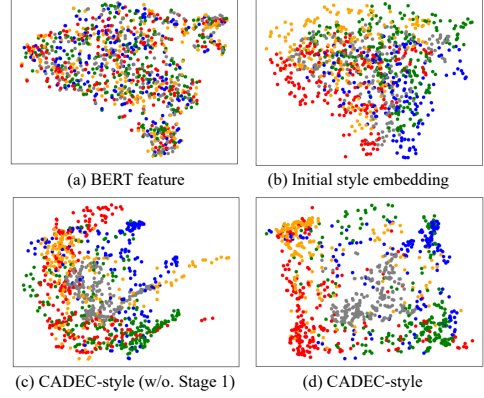 (a) BERT feature
(b) Initial style embedding
(c) CADEC-style (w/o. Stage 1)
(d) CADEC-style